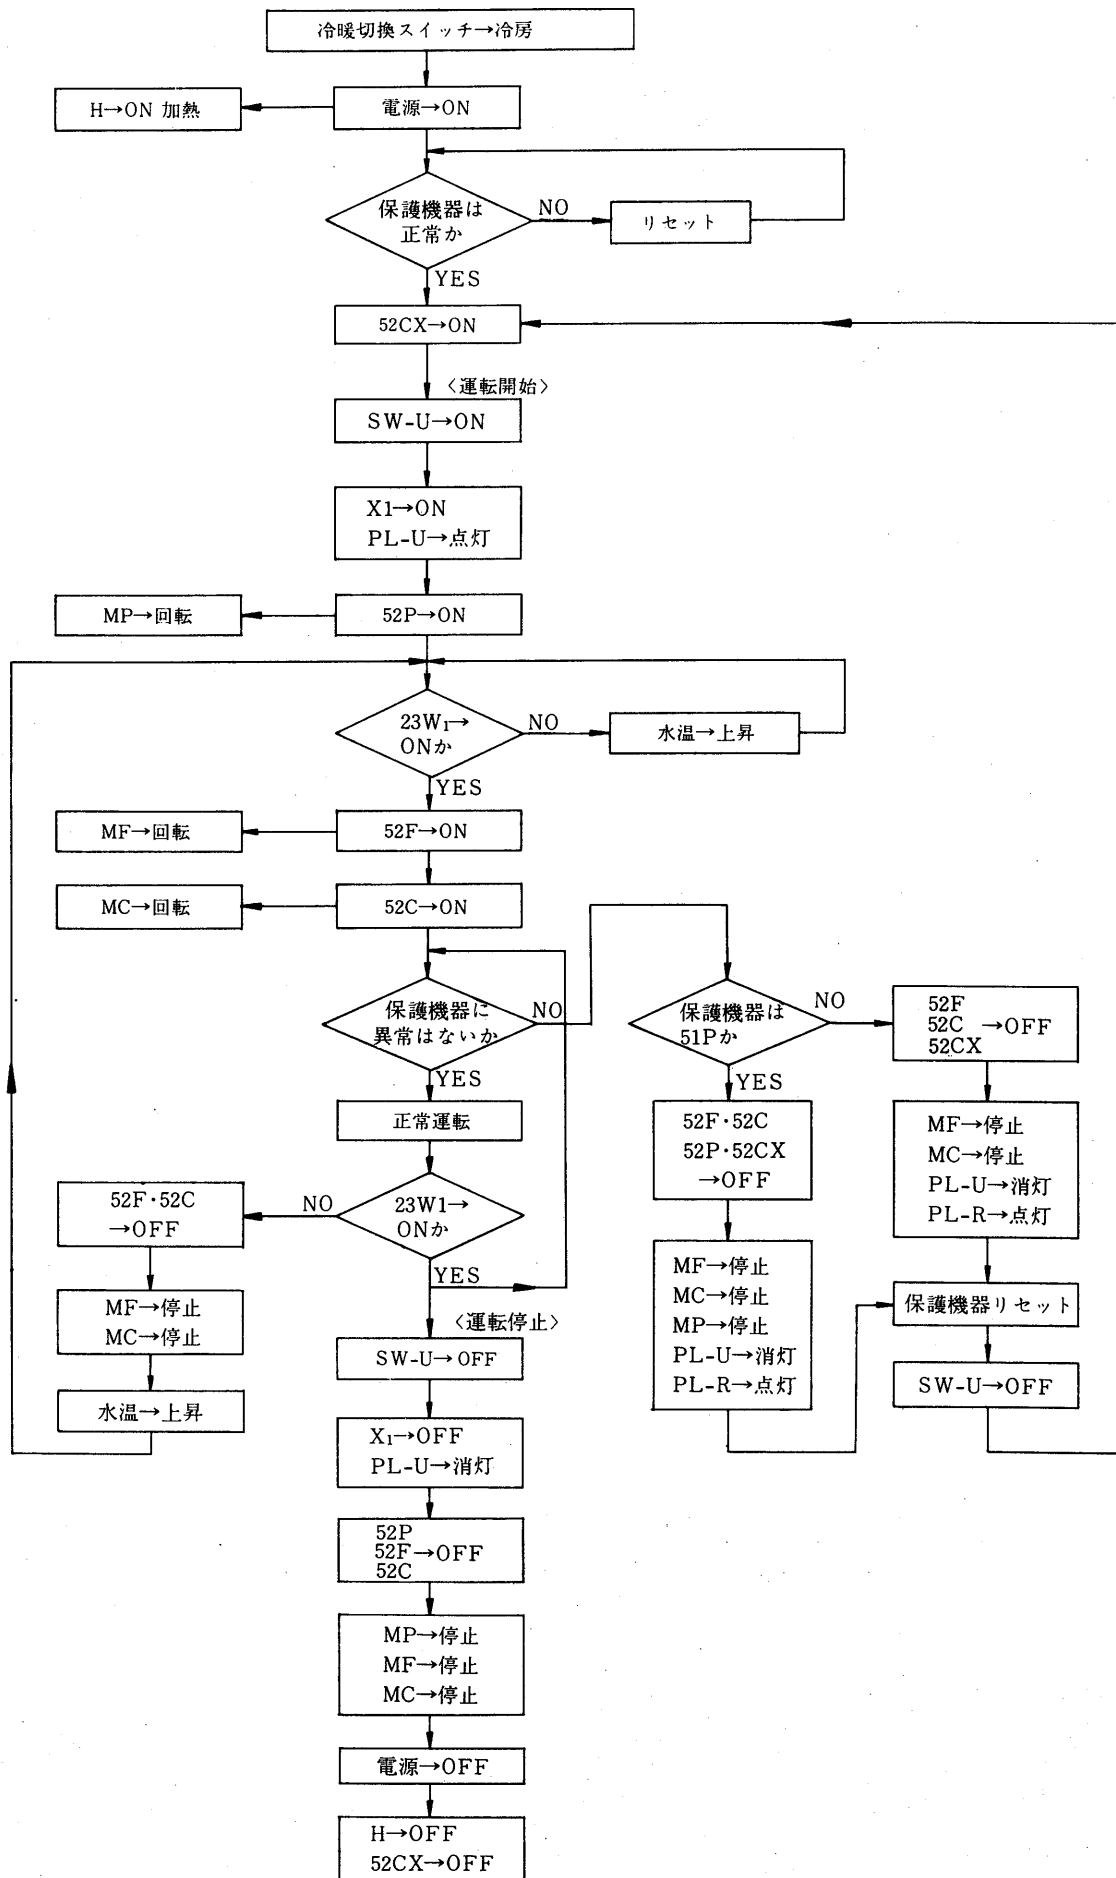 冷暖切換スイッチ→冷房
H→ON 加熱
電源→ON
保護機器は
正常か
NO
リセット
YES
52CX→ON
〈運転開始〉
SW-U→ON
X1→ON
PL-U→点灯
MP→回転
52P→ON
23W₁→
ONか
NO
水温→上昇
YES
MF→回転
52F→ON
MC→回転
52C→ON
保護機器に
異常はないか
NO
YES
正常運転
23W1→
ONか
NO
52F・52C
→OFF
MF→停止
MC→停止
水温→上昇
YES
〈運転停止〉
SW-U→OFF
X₁→OFF
PL-U→消灯
52P
52F→OFF
52C
MP→停止
MF→停止
MC→停止
電源→OFF
H→OFF
52CX→OFF
保護機器は
51Pか
YES
52F・52C
52P・52CX
→OFF
MF→停止
MC→停止
MP→停止
PL-U→消灯
PL-R→点灯
NO
52F
52C →OFF
52CX
MF→停止
MC→停止
PL-U→消灯
PL-R→点灯
保護機器リセット
SW-U→OFF